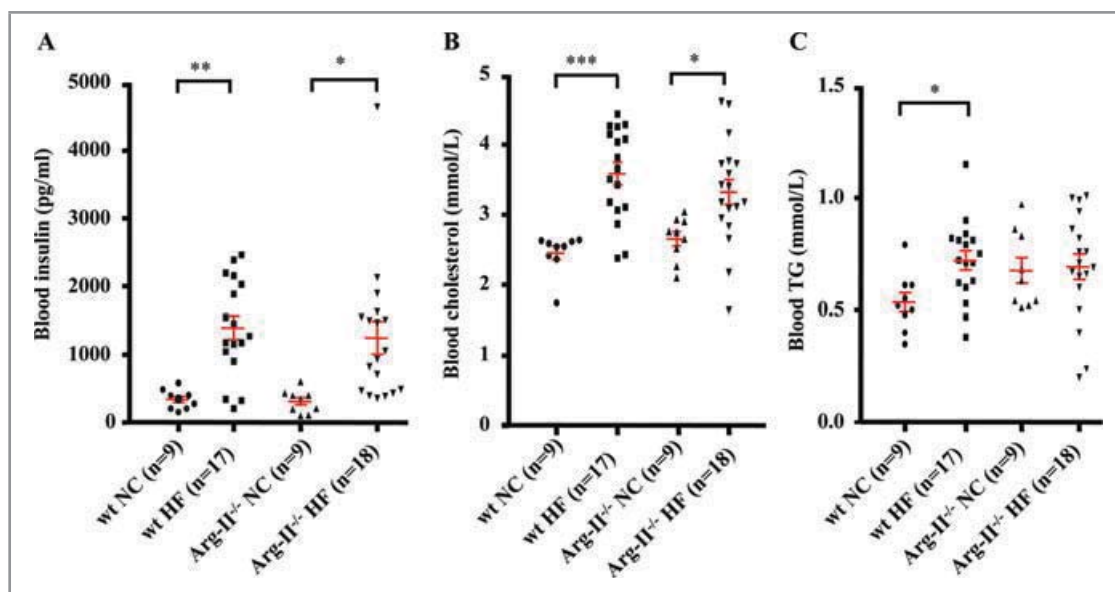 A
**
*
5000
4000
3000
2000
1000
0
Blood insulin (pg/ml)
wt NC (n=9)
wt HF (n=17)
Arg-II-/- NC (n=9)
Arg-II-/- HF (n=18)
B
***
*
5
4
3
2
1
0
Blood cholesterol (mmol/L)
wt NC (n=9)
wt HF (n=17)
Arg-II-/- NC (n=9)
Arg-II-/- HF (n=18)
C
*
1.5
1.0
0.5
0.0
Blood TG (mmol/L)
wt NC (n=9)
wt HF (n=17)
Arg-II-/- NC (n=9)
Arg-II-/- HF (n=18)